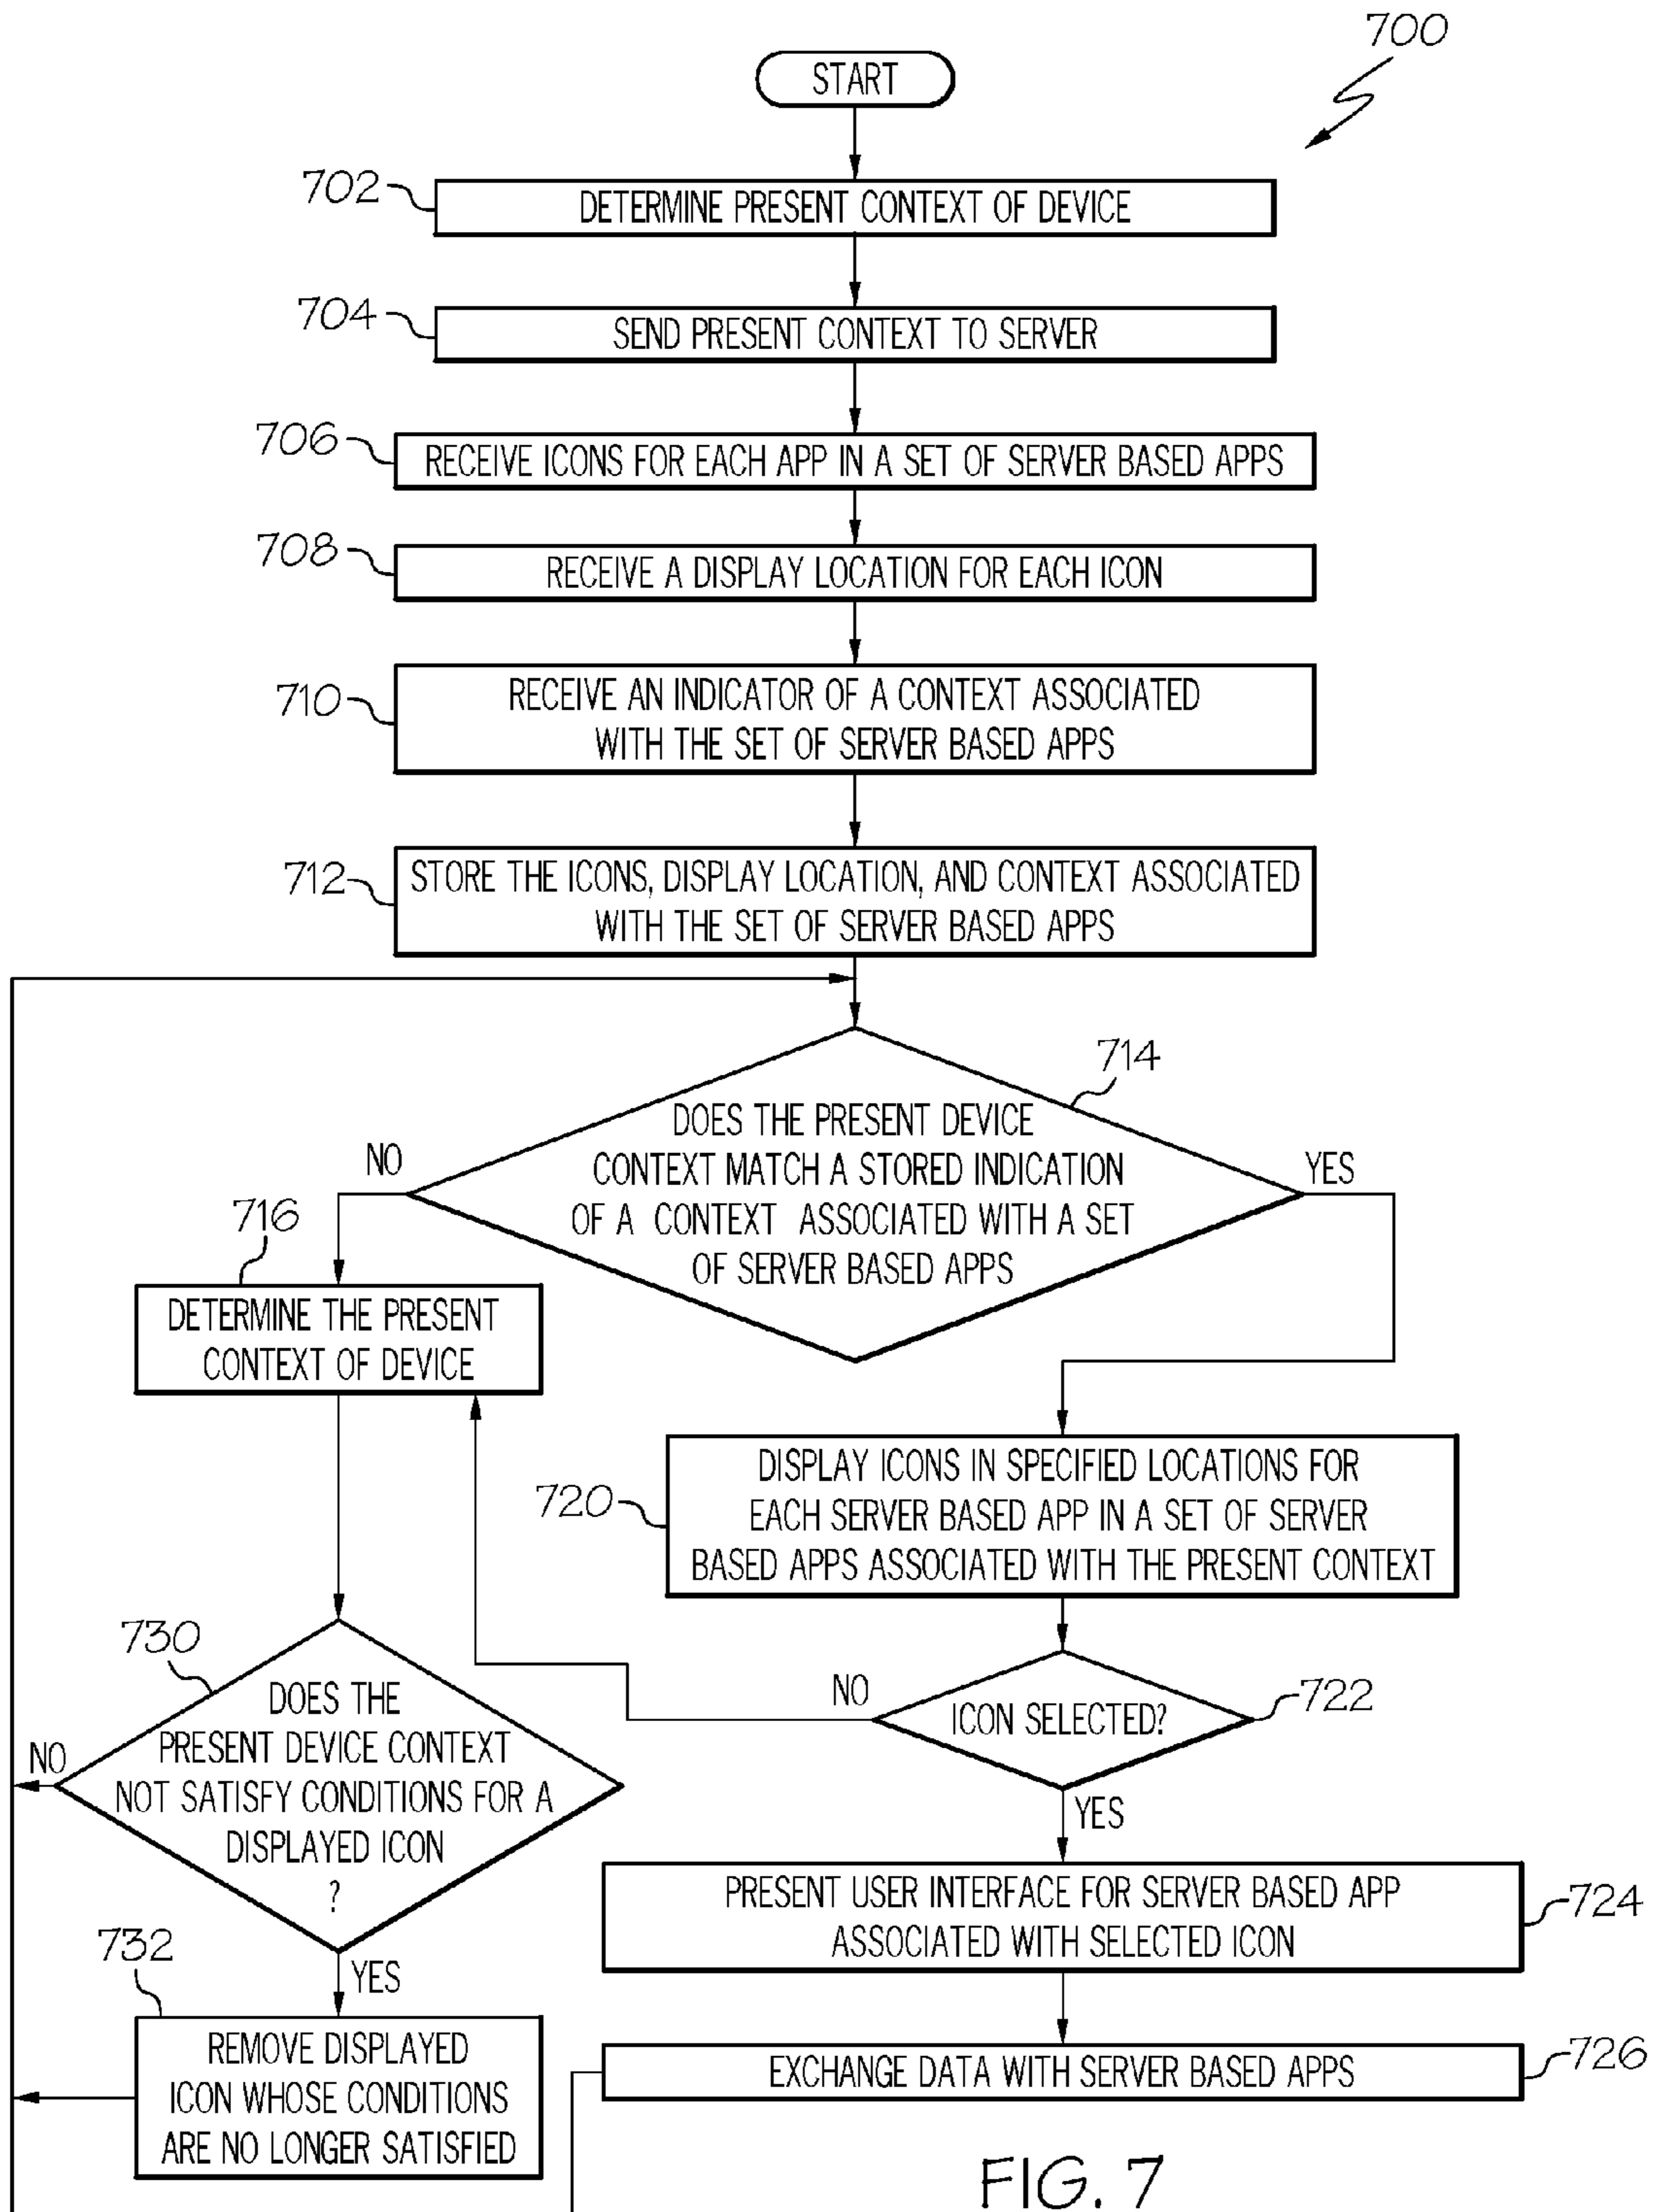 700
START
702
DETERMINE PRESENT CONTEXT OF DEVICE
704
SEND PRESENT CONTEXT TO SERVER
706
RECEIVE ICONS FOR EACH APP IN A SET OF SERVER BASED APPS
708
RECEIVE A DISPLAY LOCATION FOR EACH ICON
710
RECEIVE AN INDICATOR OF A CONTEXT ASSOCIATED
WITH THE SET OF SERVER BASED APPS
712
STORE THE ICONS, DISPLAY LOCATION, AND CONTEXT ASSOCIATED
WITH THE SET OF SERVER BASED APPS
714
DOES THE PRESENT DEVICE
CONTEXT MATCH A STORED INDICATION
OF A CONTEXT ASSOCIATED WITH A SET
OF SERVER BASED APPS
NO
YES
716
DETERMINE THE PRESENT
CONTEXT OF DEVICE
720
DISPLAY ICONS IN SPECIFIED LOCATIONS FOR
EACH SERVER BASED APP IN A SET OF SERVER
BASED APPS ASSOCIATED WITH THE PRESENT CONTEXT
722
ICON SELECTED?
NO
YES
730
DOES THE
PRESENT DEVICE CONTEXT
NOT SATISFY CONDITIONS FOR A
DISPLAYED ICON
?
NO
YES
724
PRESENT USER INTERFACE FOR SERVER BASED APP
ASSOCIATED WITH SELECTED ICON
732
REMOVE DISPLAYED
ICON WHOSE CONDITIONS
ARE NO LONGER SATISFIED
726
EXCHANGE DATA WITH SERVER BASED APPS
FIG. 7